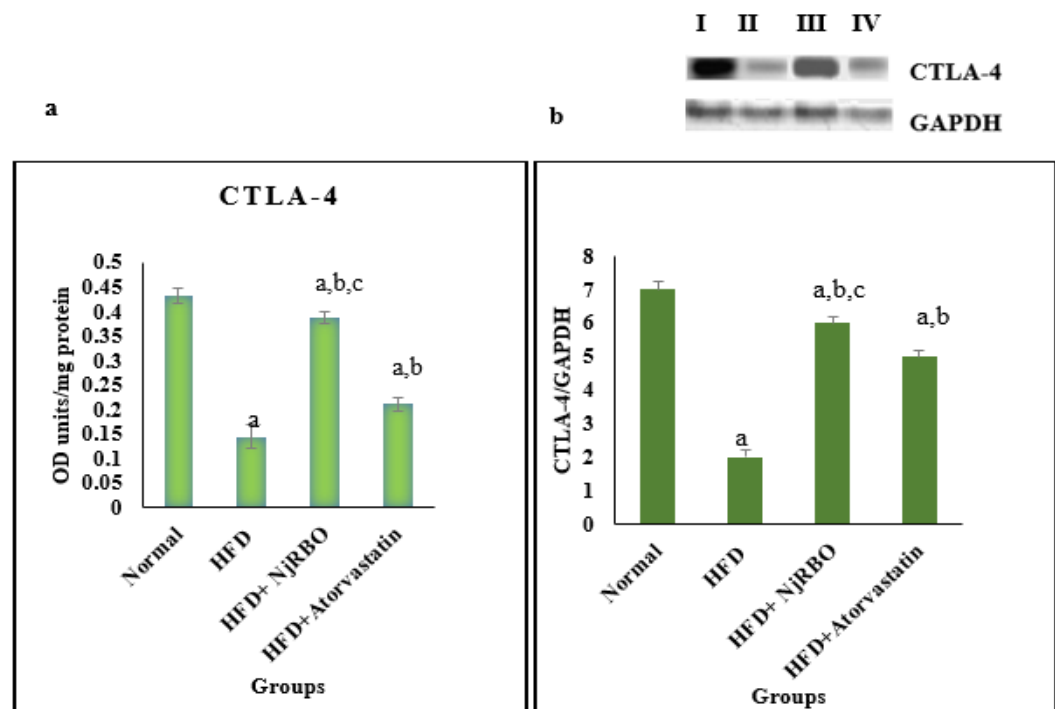 I II III IV
CTLA-4
GAPDH
a
b
CTLA-4
OD units/mg protein
0.5
0.45
0.4
0.35
0.3
0.25
0.2
0.15
0.1
0.05
0
a
a,b,c
a,b
Normal
HFD
HFD+ NjRBO
HFD+Atorvastatin
Groups
CTLA-4/GAPDH
8
7
6
5
4
3
2
1
0
a
a,b,c
a,b
Normal
HFD
HFD+ NjRBO
HFD+Atorvastatin
Groups